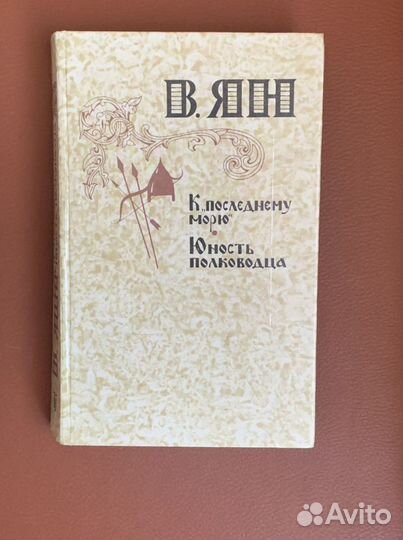 В. ЯН
К „последнему
морю“
Юность
полководца
Avito